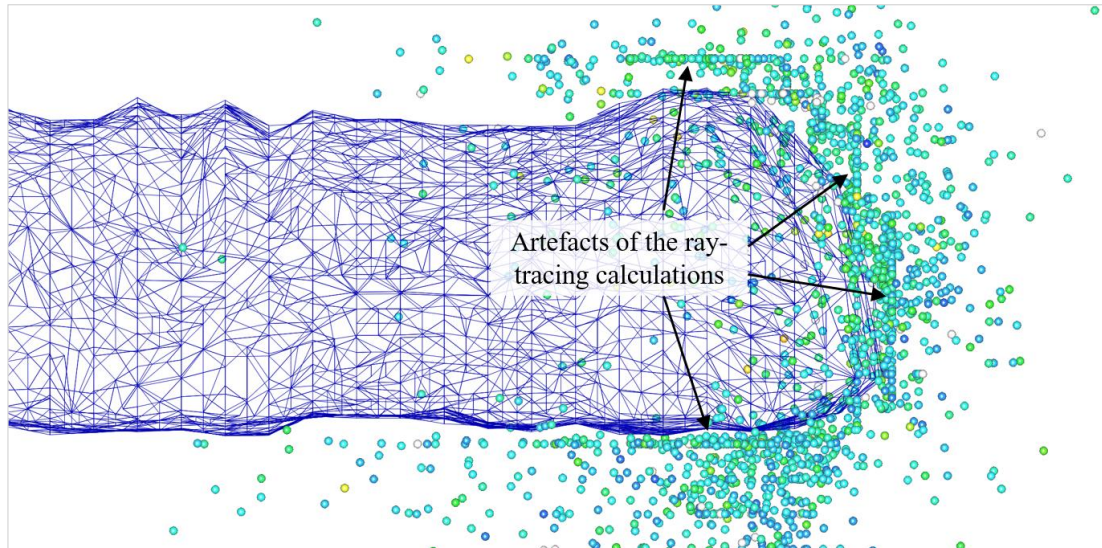 Artefacts of the ray-
tracing calculations